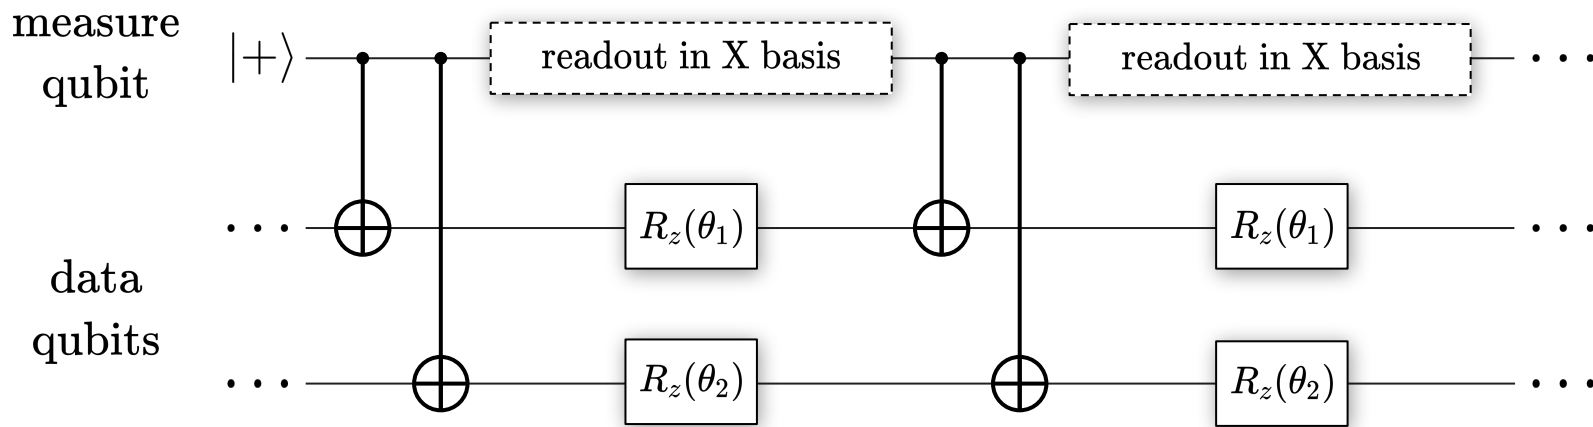 measure
qubit
|+⟩
readout in X basis
readout in X basis
· · ·
· · ·
R_z(θ_1)
R_z(θ_1)
· · ·
data
qubits
· · ·
R_z(θ_2)
R_z(θ_2)
· · ·